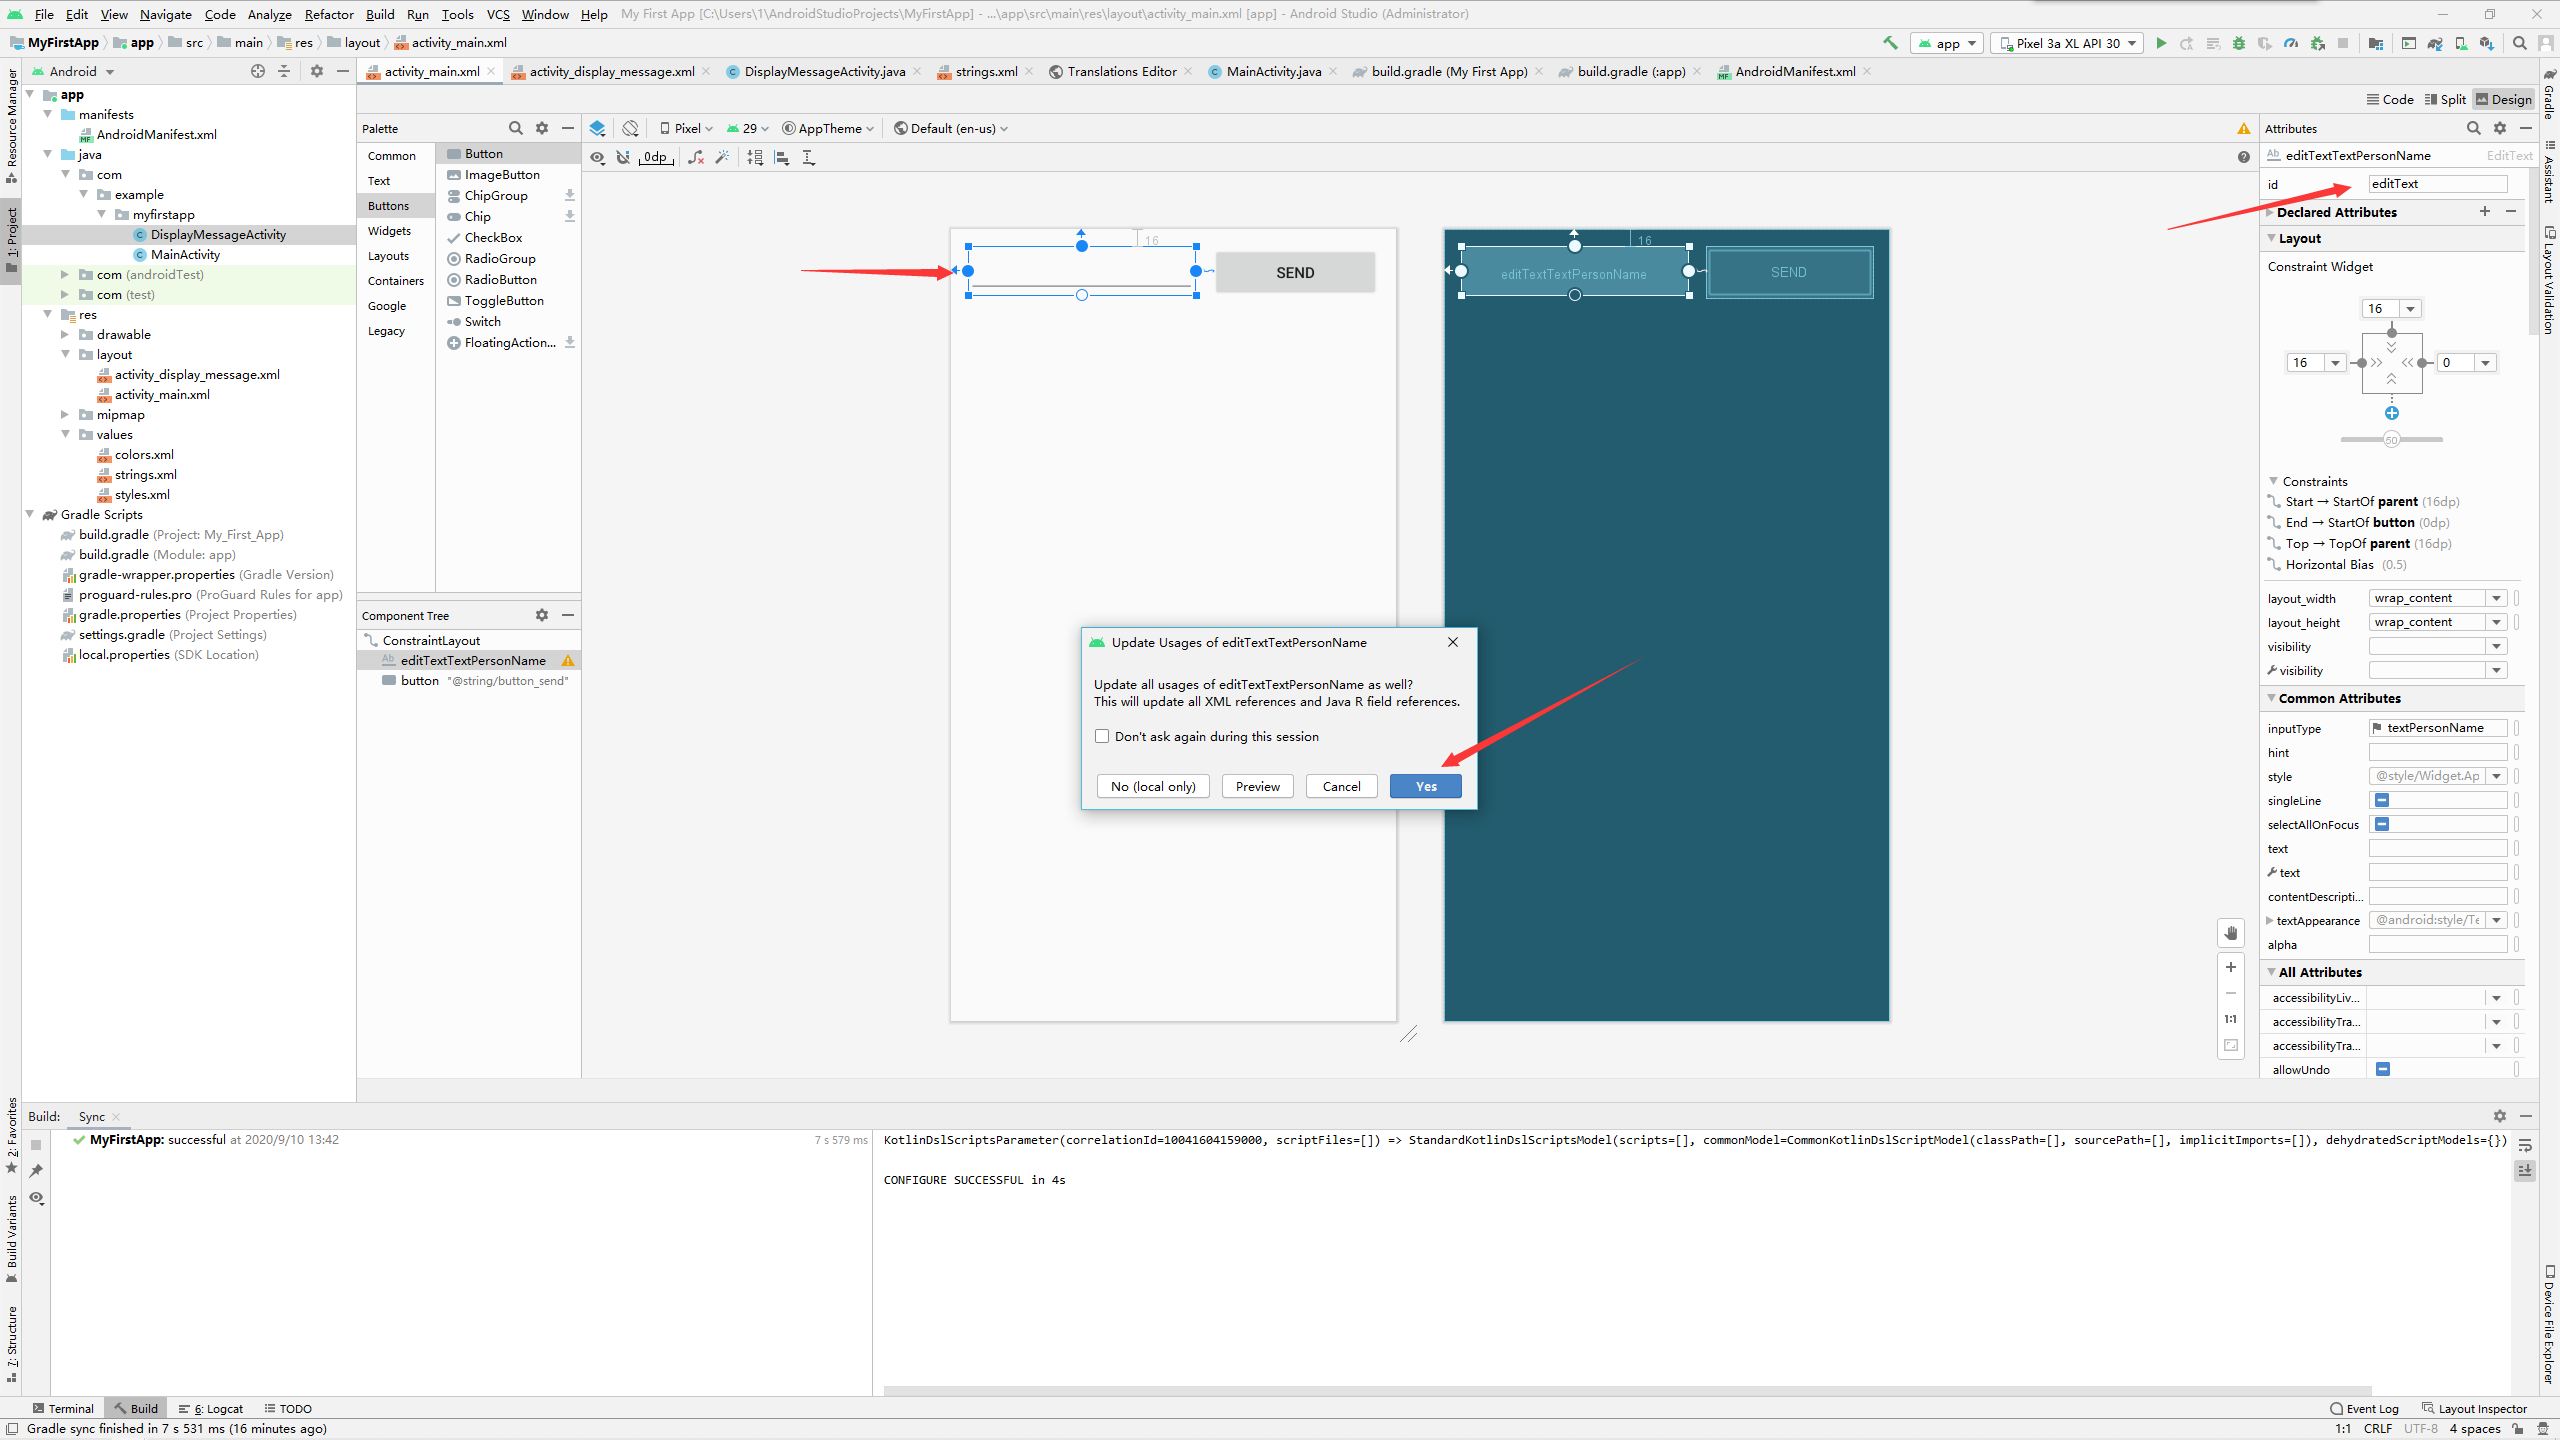 File Edit View Navigate Code Analyze Refactor Build Run Tools VCS Window Help My First App [C:\Users\1\AndroidStudioProjects\MyFirstApp] - ...\app\src\main\res\layout\activity_main.xml [app] - Android Studio (Administrator)
MyFirstApp app src main res layout activity_main.xml app Pixel 3a XL API 30
Android
activity_main.xml activity_display_message.xml DisplayMessageActivity.java strings.xml Translations Editor MainActivity.java build.gradle (My First App) build.gradle (:app) AndroidManifest.xml
Code Split Design
Resource Manager
1: Project
2: Favorites
Build Variants
7: Structure
app
manifests
AndroidManifest.xml
java
com
example
myfirstapp
DisplayMessageActivity
MainActivity
com (androidTest)
com (test)
res
drawable
layout
activity_display_message.xml
activity_main.xml
mipmap
values
colors.xml
strings.xml
styles.xml
Gradle Scripts
build.gradle (Project: My_First_App)
build.gradle (Module: app)
gradle-wrapper.properties (Gradle Version)
proguard-rules.pro (ProGuard Rules for app)
gradle.properties (Project Properties)
settings.gradle (Project Settings)
local.properties (SDK Location)
Palette
Common
Text
Buttons
Widgets
Layouts
Containers
Google
Legacy
Button
ImageButton
ChipGroup
Chip
CheckBox
RadioGroup
RadioButton
ToggleButton
Switch
FloatingAction...
Component Tree
ConstraintLayout
Ab editTextTextPersonName
button "@string/button_send"
Pixel 29 AppTheme Default (en-us)
0dp
16
SEND
16
editTextTextPersonName
SEND
Update Usages of editTextTextPersonName
Update all usages of editTextTextPersonName as well?
This will update all XML references and Java R field references.
Don't ask again during this session
No (local only) Preview Cancel Yes
1:1
Attributes
Ab editTextTextPersonName EditText
id editText
Declared Attributes
Layout
Constraint Widget
16
16 0
50
Constraints
Start → StartOf parent (16dp)
End → StartOf button (0dp)
Top → TopOf parent (16dp)
Horizontal Bias (0.5)
layout_width wrap_content
layout_height wrap_content
visibility
visibility
Common Attributes
inputType textPersonName
hint
style @style/Widget.Ap
singleLine
selectAllOnFocus
text
text
contentDescripti...
textAppearance @android:style/Te
alpha
All Attributes
accessibilityLiv...
accessibilityTra...
accessibilityTra...
allowUndo
Gradle
Assistant
Layout Validation
Device File Explorer
Build: Sync
MyFirstApp: successful at 2020/9/10 13:42 7 s 579 ms
KotlinDslScriptsParameter(correlationId=10041604159000, scriptFiles=[]) => StandardKotlinDslScriptsModel(scripts=[], commonModel=CommonKotlinDslScriptModel(classPath=[], sourcePath=[], implicitImports=[]), dehydratedScriptModels={})
CONFIGURE SUCCESSFUL in 4s
Terminal Build 6: Logcat TODO Event Log Layout Inspector
Gradle sync finished in 7 s 531 ms (16 minutes ago) 1:1 CRLF UTF-8 4 spaces